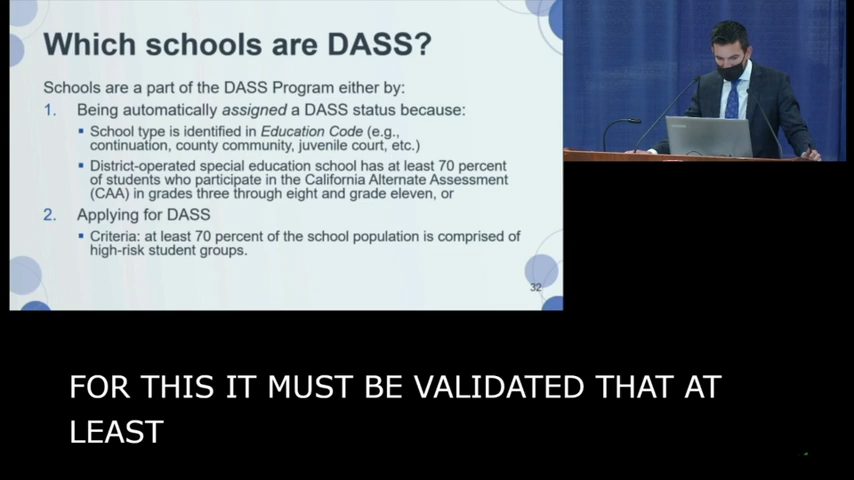 Which schools are DASS?
Schools are a part of the DASS Program either by:
1. Being automatically assigned a DASS status because:
▪ School type is identified in Education Code (e.g.,
continuation, county community, juvenile court, etc.)
▪ District-operated special education school has at least 70 percent
of students who participate in the California Alternate Assessment
(CAA) in grades three through eight and grade eleven, or
2. Applying for DASS
▪ Criteria: at least 70 percent of the school population is comprised of
high-risk student groups.
32
FOR THIS IT MUST BE VALIDATED THAT AT
LEAST